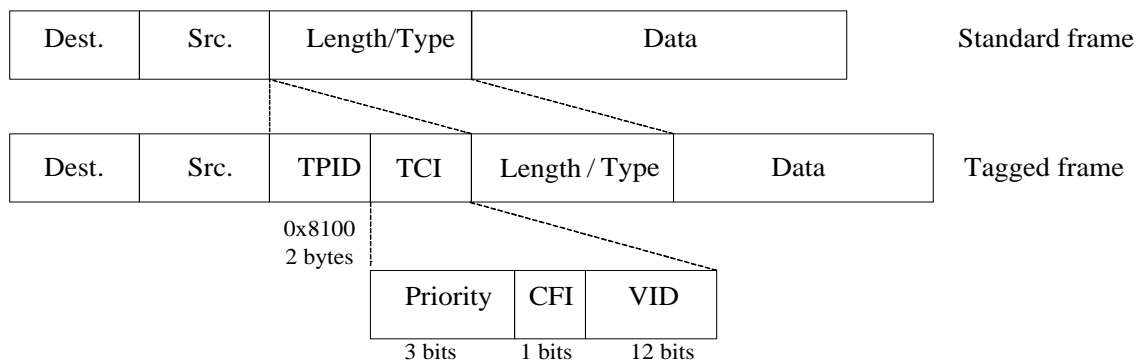 Dest. Src. Length/Type Data Standard frame
Dest. Src. TPID TCI Length / Type Data Tagged frame
0x8100
2 bytes
Priority CFI VID
3 bits 1 bits 12 bits